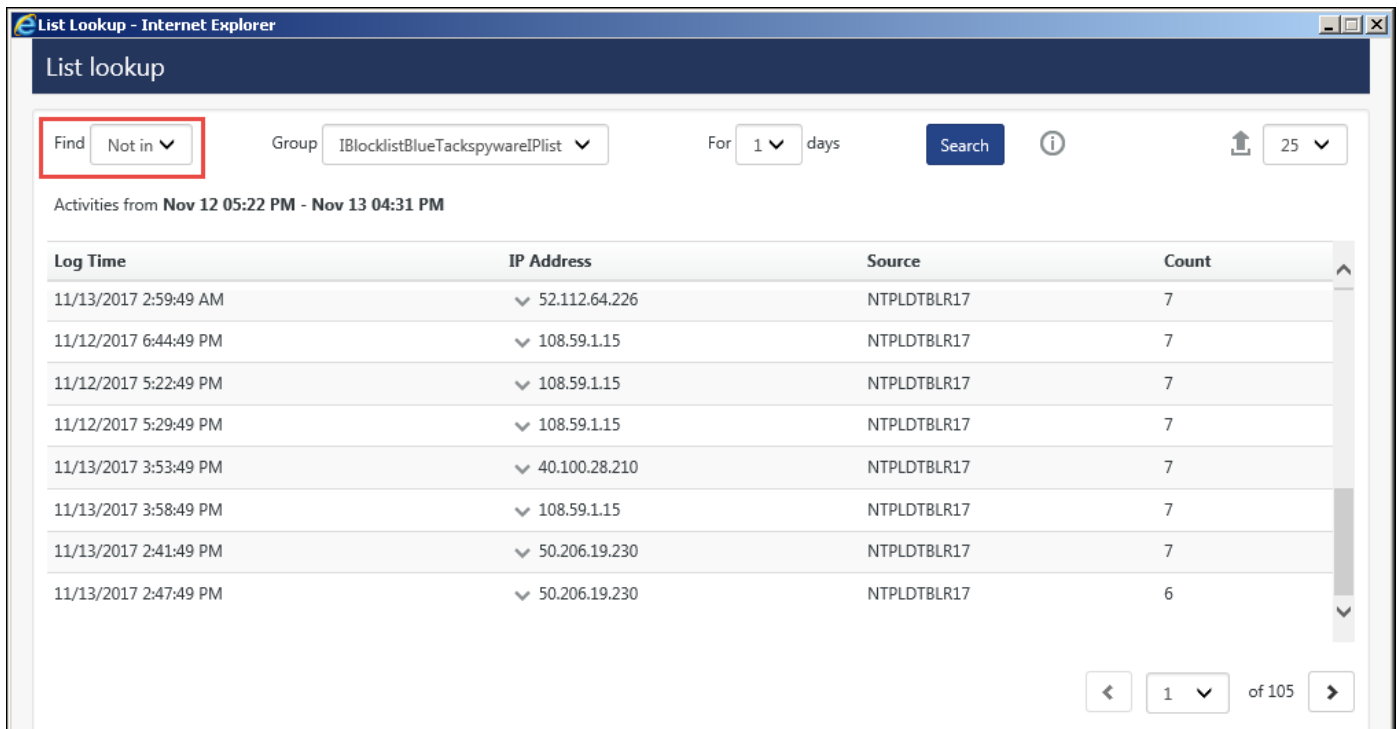 List Lookup - Internet Explorer
List lookup
Find Not in Group IBlocklistBlueTackspywareIPlist For 1 days Search 25
Activities from Nov 12 05:22 PM - Nov 13 04:31 PM
Log Time IP Address Source Count
11/13/2017 2:59:49 AM 52.112.64.226 NTPLDTBLR17 7
11/12/2017 6:44:49 PM 108.59.1.15 NTPLDTBLR17 7
11/12/2017 5:22:49 PM 108.59.1.15 NTPLDTBLR17 7
11/12/2017 5:29:49 PM 108.59.1.15 NTPLDTBLR17 7
11/13/2017 3:53:49 PM 40.100.28.210 NTPLDTBLR17 7
11/13/2017 3:58:49 PM 108.59.1.15 NTPLDTBLR17 7
11/13/2017 2:41:49 PM 50.206.19.230 NTPLDTBLR17 7
11/13/2017 2:47:49 PM 50.206.19.230 NTPLDTBLR17 6
1 of 105